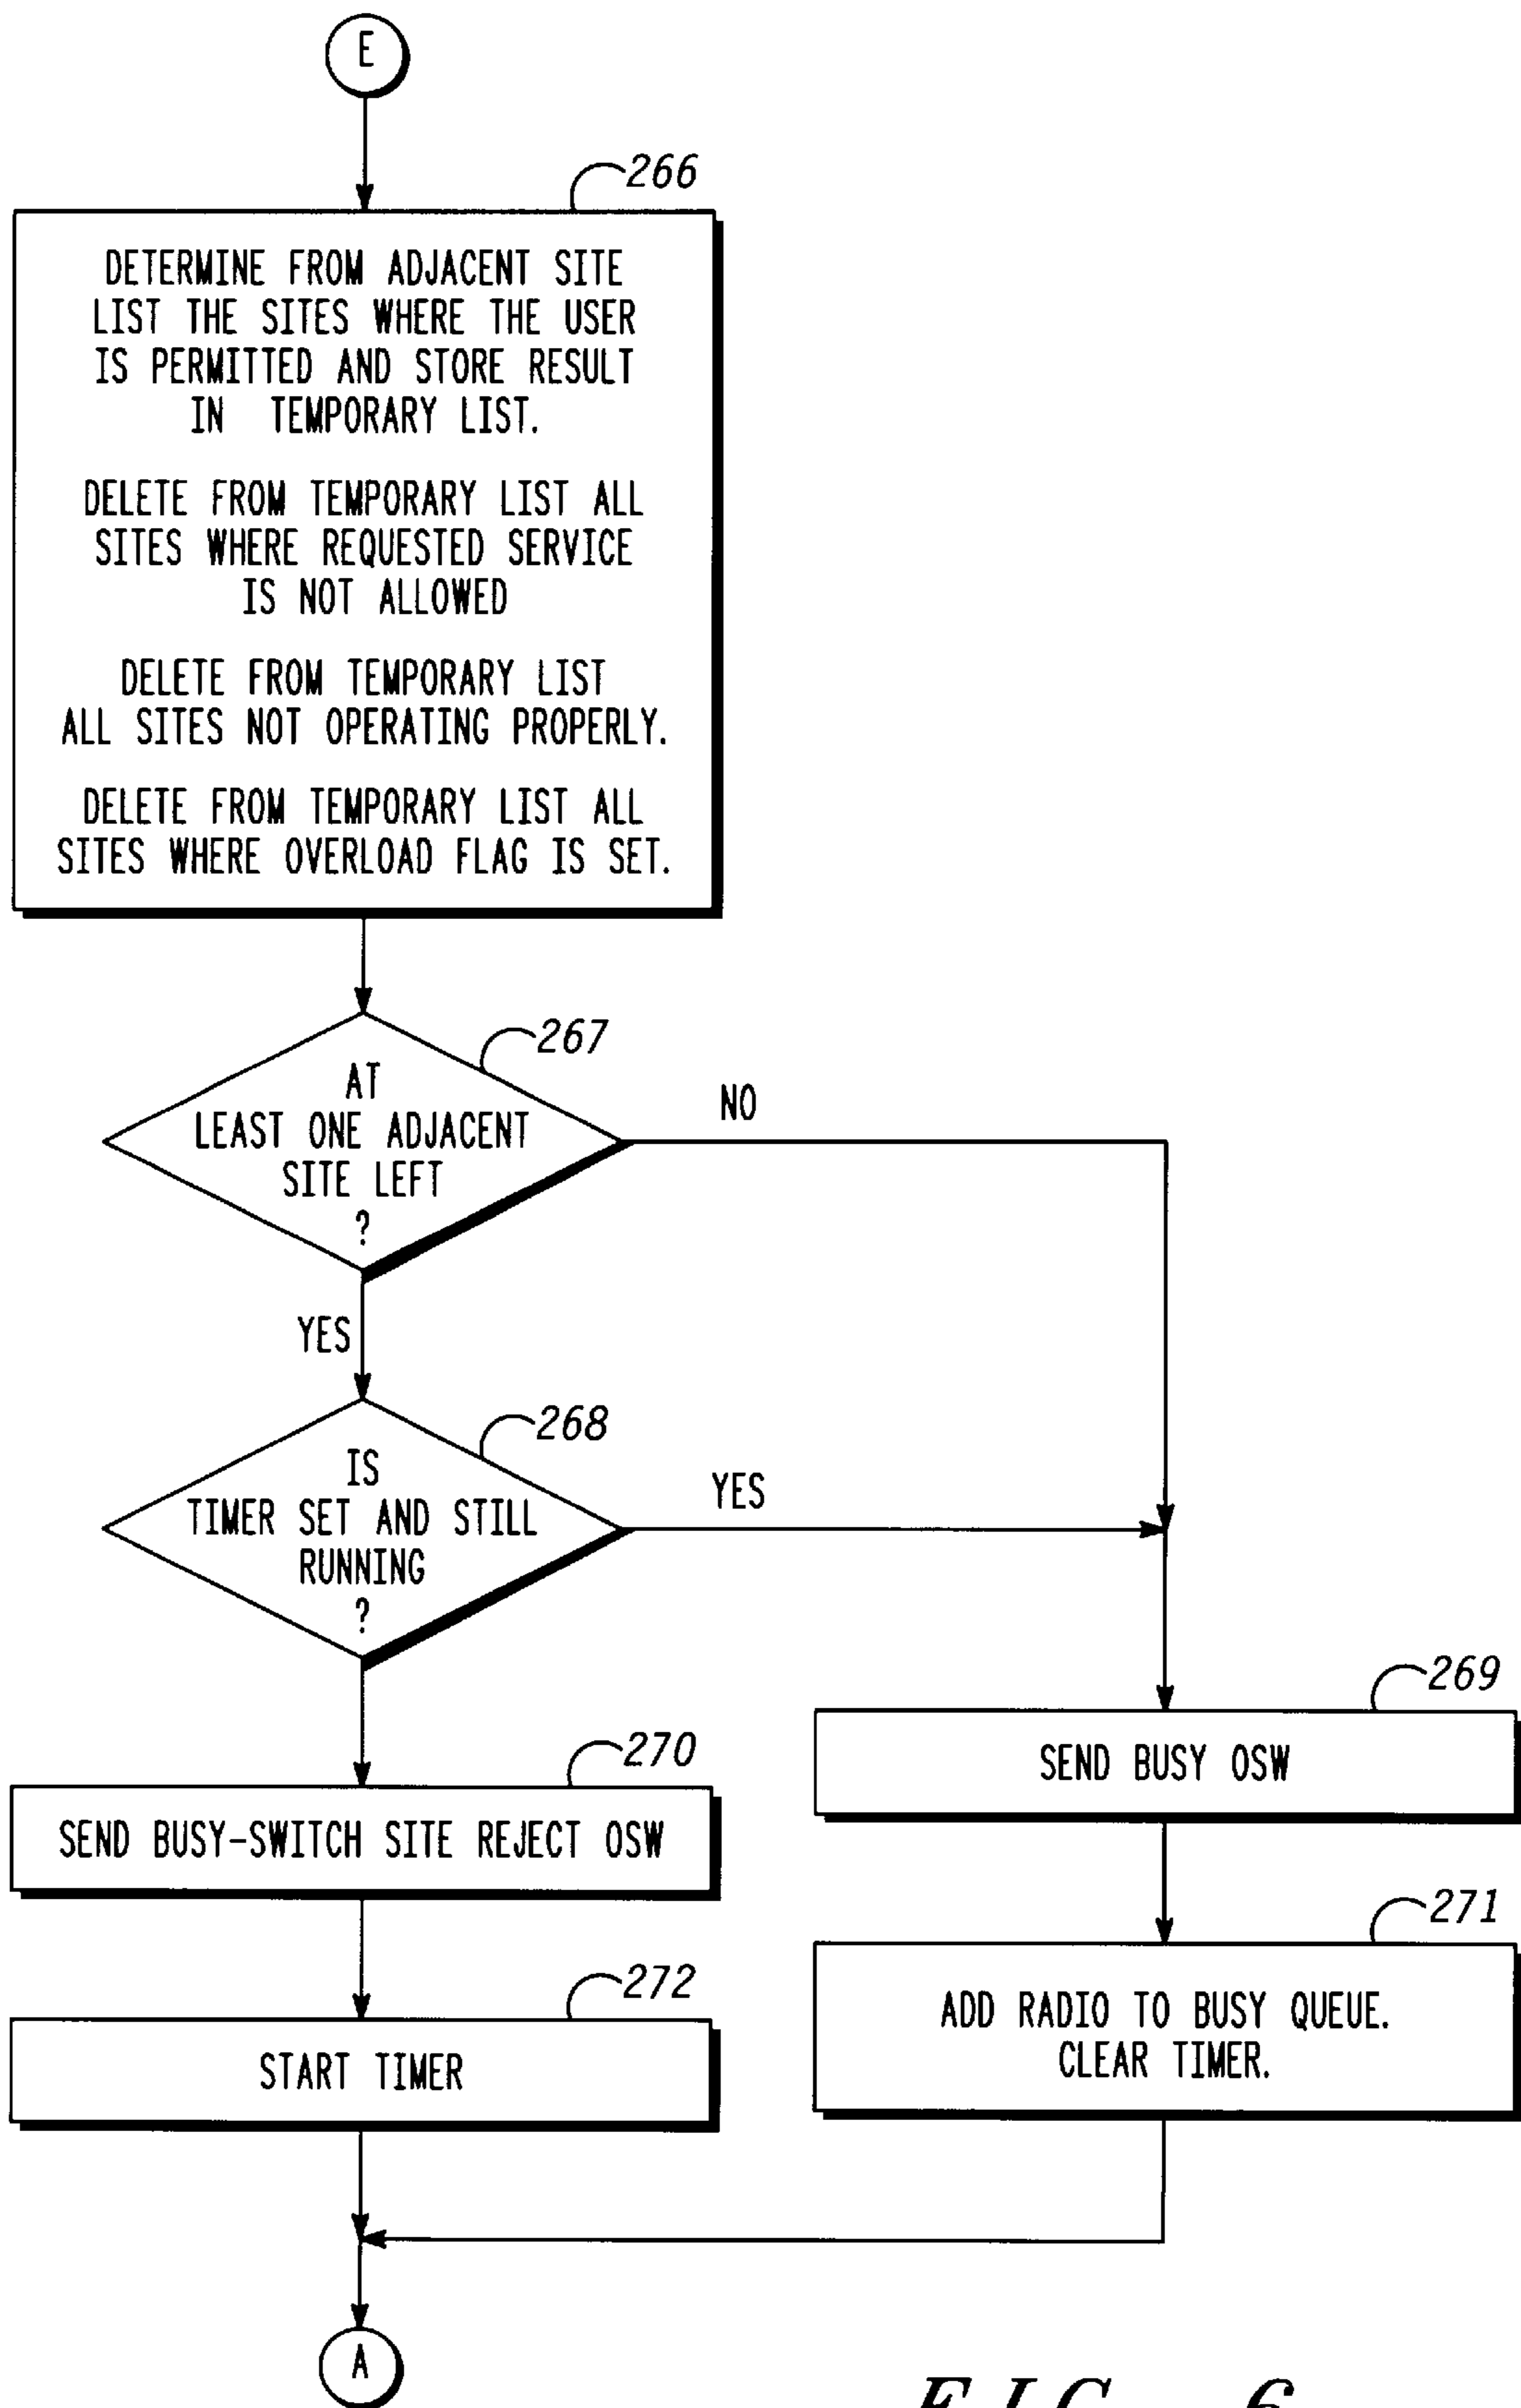 E
266
DETERMINE FROM ADJACENT SITE
LIST THE SITES WHERE THE USER
IS PERMITTED AND STORE RESULT
IN TEMPORARY LIST.
DELETE FROM TEMPORARY LIST ALL
SITES WHERE REQUESTED SERVICE
IS NOT ALLOWED
DELETE FROM TEMPORARY LIST
ALL SITES NOT OPERATING PROPERLY.
DELETE FROM TEMPORARY LIST ALL
SITES WHERE OVERLOAD FLAG IS SET.
267
AT
LEAST ONE ADJACENT
SITE LEFT
?
NO
YES
268
IS
TIMER SET AND STILL
RUNNING
?
YES
269
SEND BUSY OSW
270
SEND BUSY-SWITCH SITE REJECT OSW
271
ADD RADIO TO BUSY QUEUE.
CLEAR TIMER.
272
START TIMER
A
FIG. 6